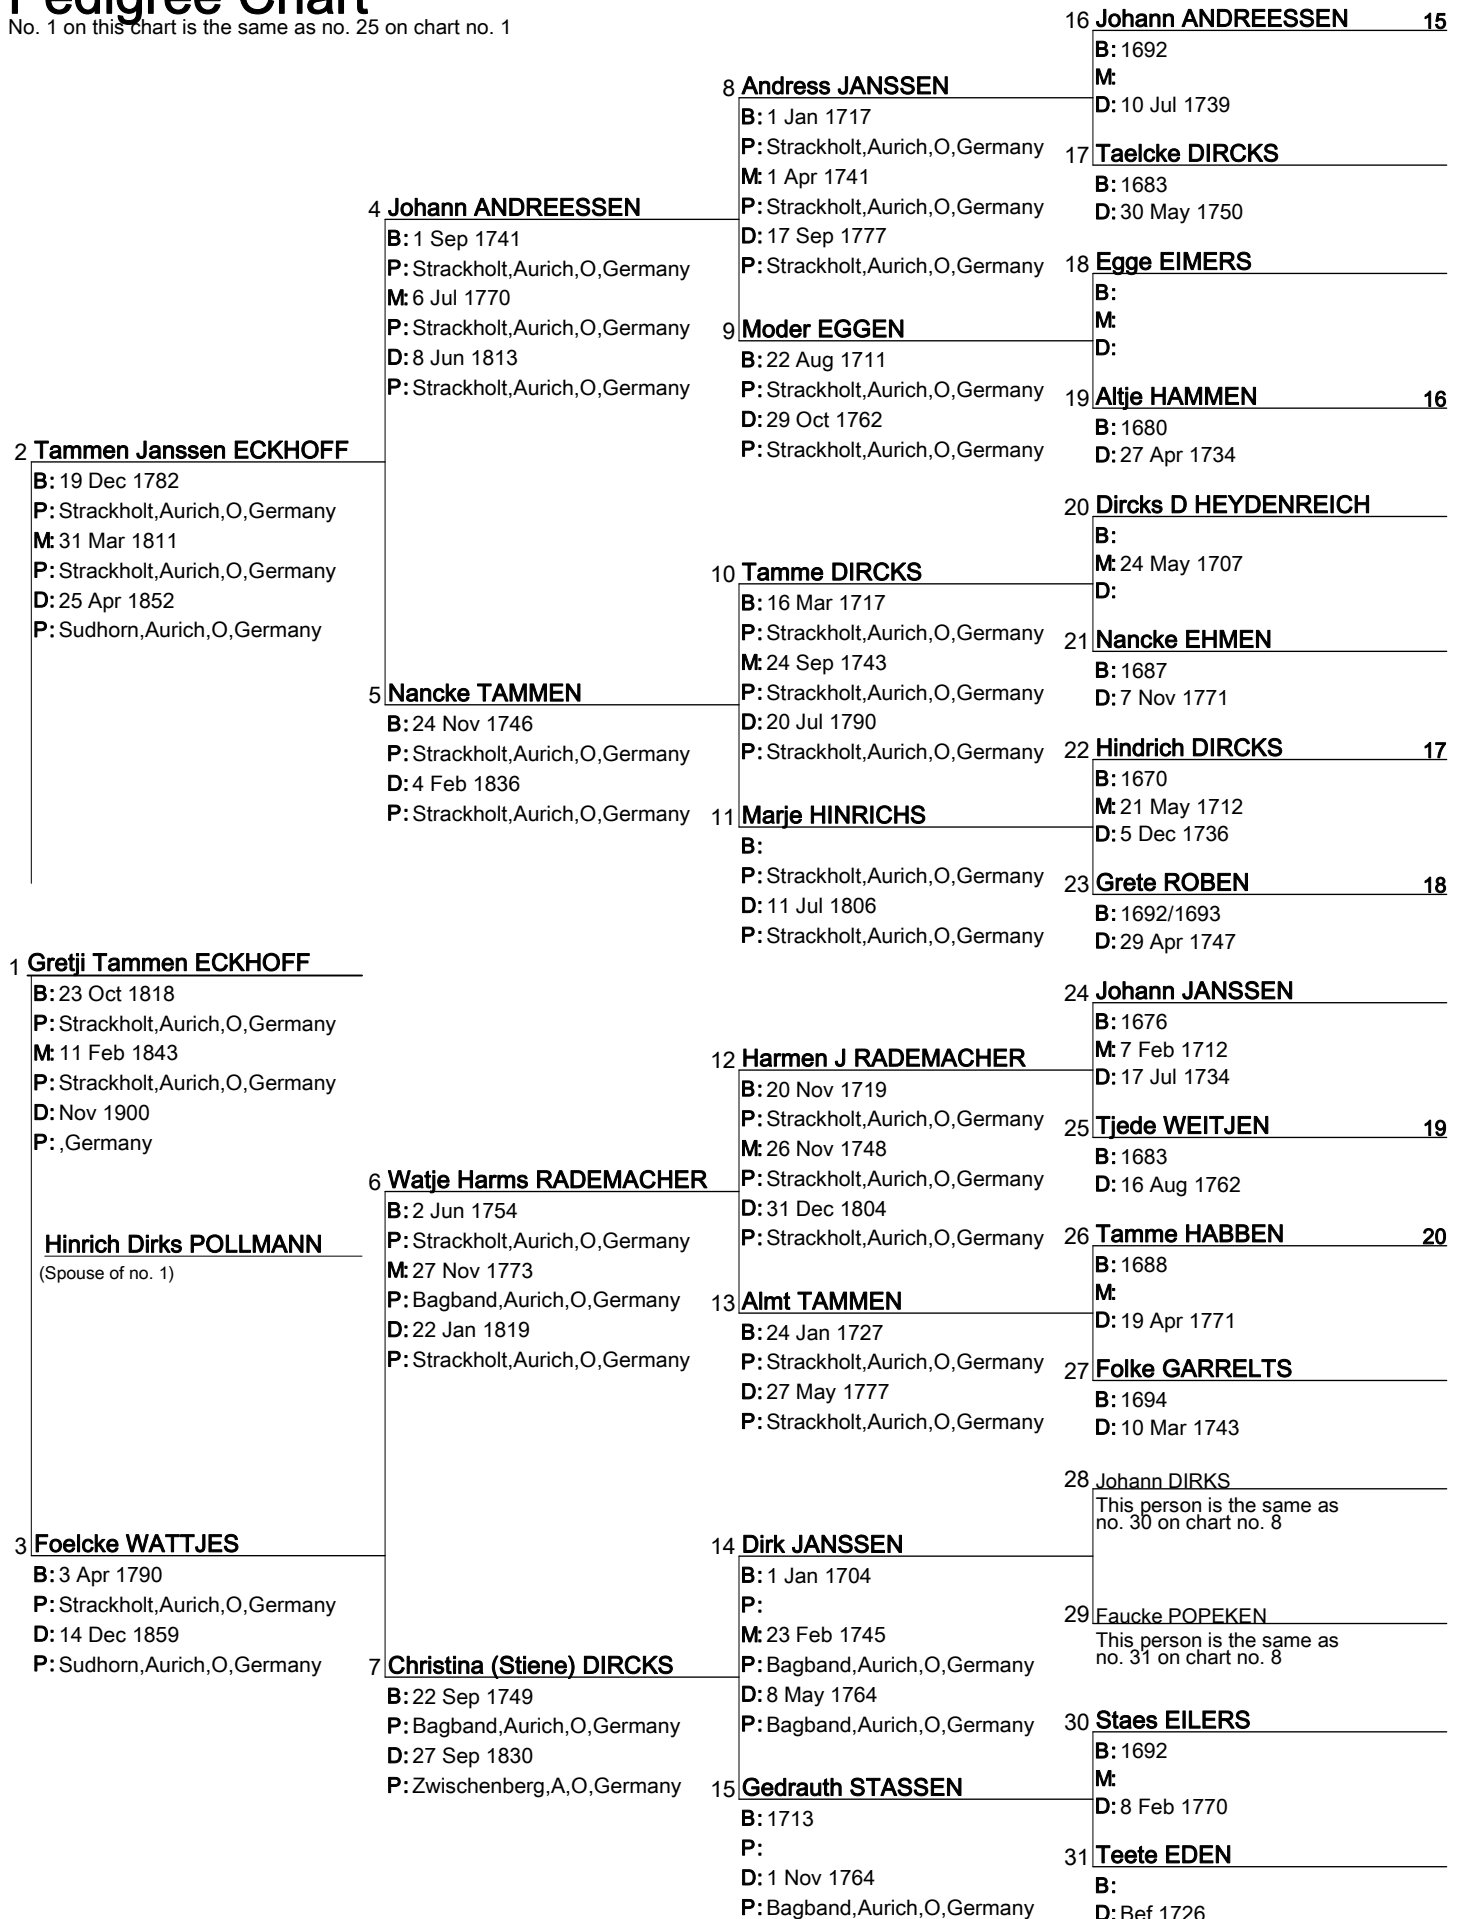 Pedigree Chart
No. 1 on this chart is the same as no. 25 on chart no. 1
2 Tammen Janssen ECKHOFF
B: 19 Dec 1782
P: Strackholt,Aurich,O,Germany
M: 31 Mar 1811
P: Strackholt,Aurich,O,Germany
D: 25 Apr 1852
P: Sudhorn,Aurich,O,Germany
1 Gretji Tammen ECKHOFF
B: 23 Oct 1818
P: Strackholt,Aurich,O,Germany
M: 11 Feb 1843
P: Strackholt,Aurich,O,Germany
D: Nov 1900
P: ,Germany
Hinrich Dirks POLLMANN
(Spouse of no. 1)
3 Foelcke WATTJES
B: 3 Apr 1790
P: Strackholt,Aurich,O,Germany
D: 14 Dec 1859
P: Sudhorn,Aurich,O,Germany
4 Johann ANDREESSEN
B: 1 Sep 1741
P: Strackholt,Aurich,O,Germany
M: 6 Jul 1770
P: Strackholt,Aurich,O,Germany
D: 8 Jun 1813
P: Strackholt,Aurich,O,Germany
5 Nancke TAMMEN
B: 24 Nov 1746
P: Strackholt,Aurich,O,Germany
D: 4 Feb 1836
P: Strackholt,Aurich,O,Germany
6 Watje Harms RADEMACHER
B: 2 Jun 1754
P: Strackholt,Aurich,O,Germany
M: 27 Nov 1773
P: Bagband,Aurich,O,Germany
D: 22 Jan 1819
P: Strackholt,Aurich,O,Germany
7 Christina (Stiene) DIRCKS
B: 22 Sep 1749
P: Bagband,Aurich,O,Germany
D: 27 Sep 1830
P: Zwischenberg,A,O,Germany
8 Andress JANSSEN
B: 1 Jan 1717
P: Strackholt,Aurich,O,Germany
M: 1 Apr 1741
P: Strackholt,Aurich,O,Germany
D: 17 Sep 1777
P: Strackholt,Aurich,O,Germany
9 Moder EGGEN
B: 22 Aug 1711
P: Strackholt,Aurich,O,Germany
D: 29 Oct 1762
P: Strackholt,Aurich,O,Germany
10 Tamme DIRCKS
B: 16 Mar 1717
P: Strackholt,Aurich,O,Germany
M: 24 Sep 1743
P: Strackholt,Aurich,O,Germany
D: 20 Jul 1790
P: Strackholt,Aurich,O,Germany
11 Marje HINRICHS
B:
P: Strackholt,Aurich,O,Germany
D: 11 Jul 1806
P: Strackholt,Aurich,O,Germany
12 Harmen J RADEMACHER
B: 20 Nov 1719
P: Strackholt,Aurich,O,Germany
M: 26 Nov 1748
P: Strackholt,Aurich,O,Germany
D: 31 Dec 1804
P: Strackholt,Aurich,O,Germany
13 Almt TAMMEN
B: 24 Jan 1727
P: Strackholt,Aurich,O,Germany
D: 27 May 1777
P: Strackholt,Aurich,O,Germany
14 Dirk JANSSEN
B: 1 Jan 1704
P:
M: 23 Feb 1745
P: Bagband,Aurich,O,Germany
D: 8 May 1764
P: Bagband,Aurich,O,Germany
15 Gedrauth STASSEN
B: 1713
P:
D: 1 Nov 1764
P: Bagband,Aurich,O,Germany
16 Johann ANDREESSEN 15
B: 1692
M:
D: 10 Jul 1739
17 Taelcke DIRCKS
B: 1683
D: 30 May 1750
18 Egge EIMERS
B:
M:
D:
19 Altje HAMMEN 16
B: 1680
D: 27 Apr 1734
20 Dircks D HEYDENREICH
B:
M: 24 May 1707
D:
21 Nancke EHMEN
B: 1687
D: 7 Nov 1771
22 Hindrich DIRCKS 17
B: 1670
M: 21 May 1712
D: 5 Dec 1736
23 Grete ROBEN 18
B: 1692/1693
D: 29 Apr 1747
24 Johann JANSSEN
B: 1676
M: 7 Feb 1712
D: 17 Jul 1734
25 Tjede WEITJEN 19
B: 1683
D: 16 Aug 1762
26 Tamme HABBEN 20
B: 1688
M:
D: 19 Apr 1771
27 Folke GARRELTS
B: 1694
D: 10 Mar 1743
28 Johann DIRKS
This person is the same as
no. 30 on chart no. 8
29 Faucke POPEKEN
This person is the same as
no. 31 on chart no. 8
30 Staes EILERS
B: 1692
M:
D: 8 Feb 1770
31 Teete EDEN
B:
D: Bef 1726